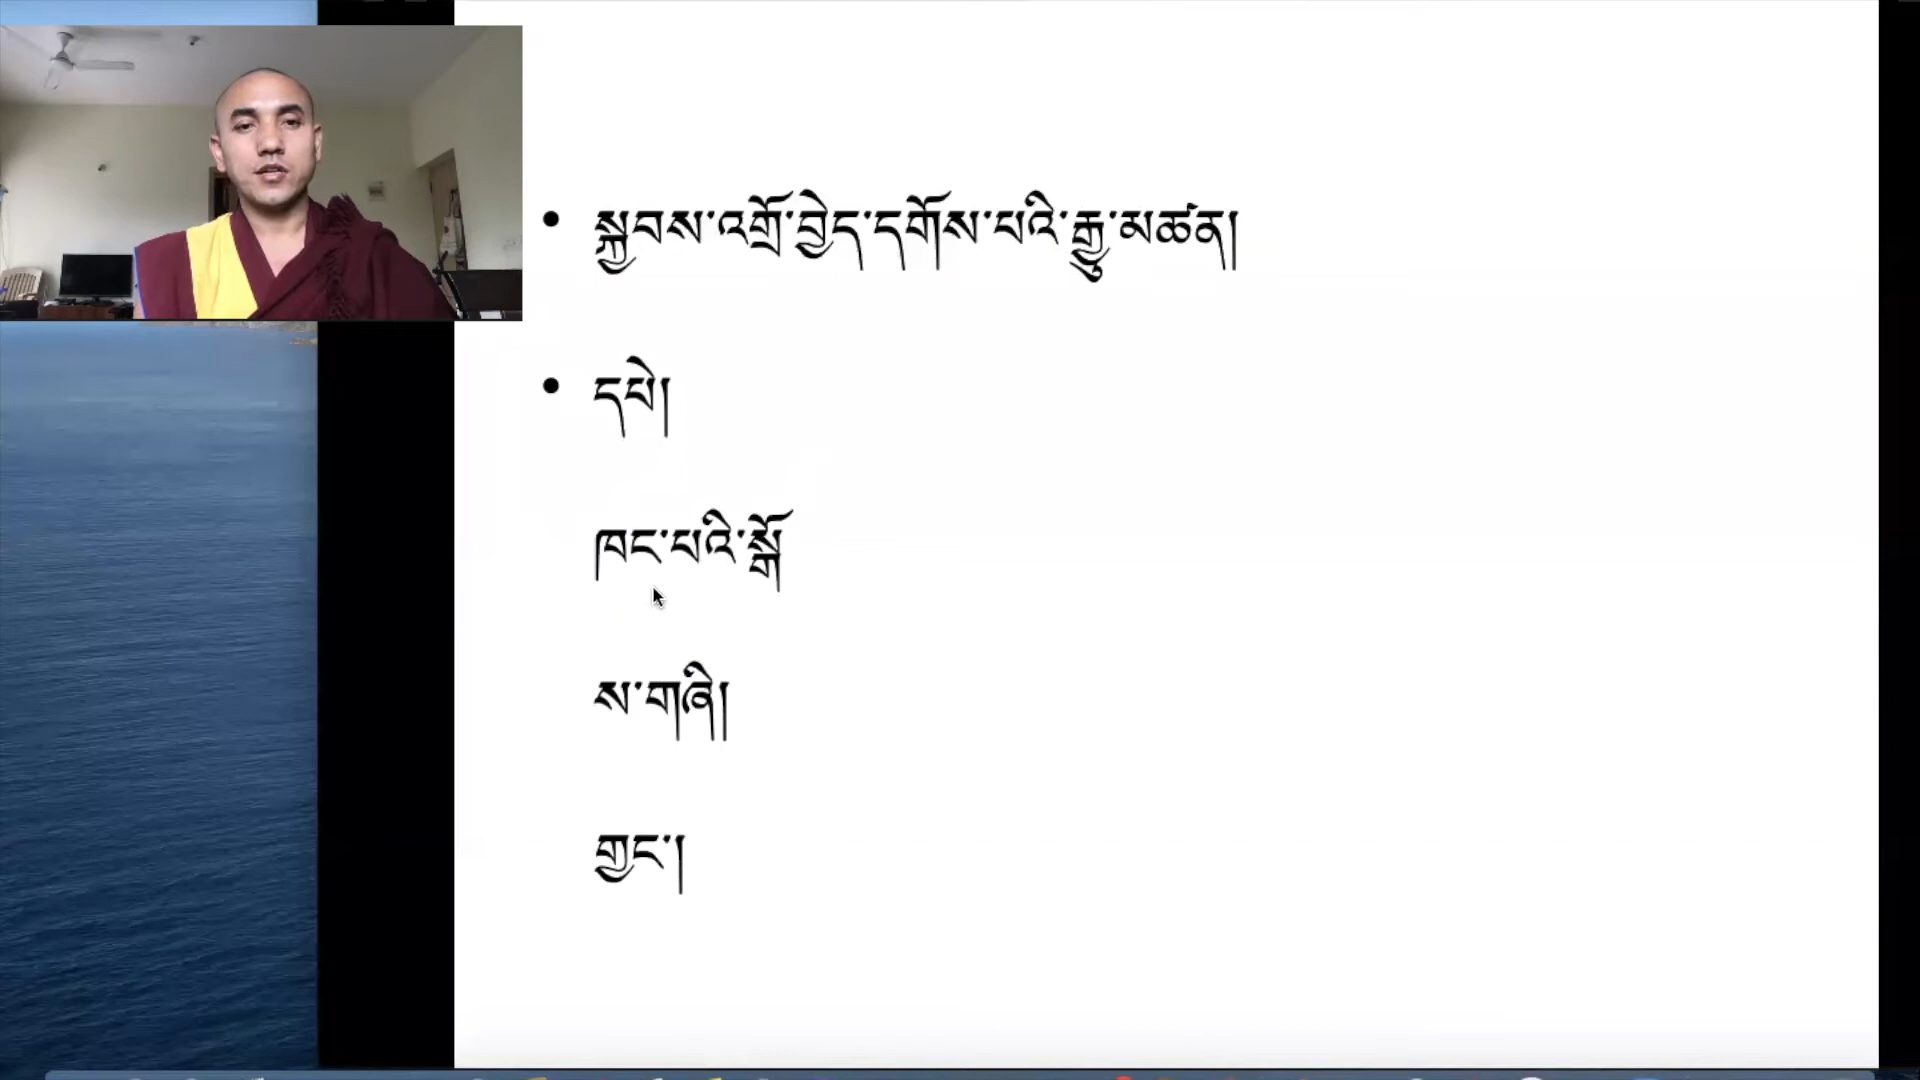 • སྐྱབས་འགྲོ་བྱེད་དགོས་པའི་རྒྱུ་མཚན།
• དཔེ།
ཁང་པའི་སྒོ
ས་གཞི།
གྱང་།